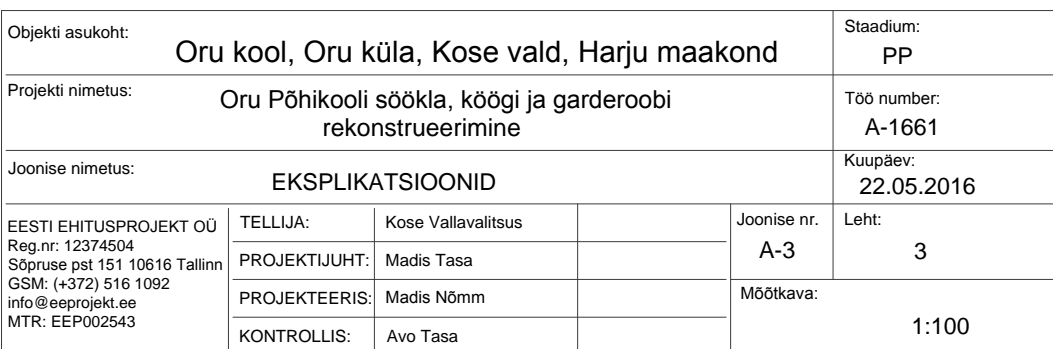 Objekti asukoht:
Oru kool, Oru küla, Kose vald, Harju maakond
Staadium:
PP
Projekti nimetus:
Oru Põhikooli söökla, köögi ja garderoobi
rekonstrueerimine
Töö number:
A-1661
Joonise nimetus:
EKSPLIKATSIOONID
Kuupäev:
22.05.2016
EESTI EHITUSPROJEKT OÜ
Reg.nr: 12374504
Sõpruse pst 151 10616 Tallinn
GSM: (+372) 516 1092
info@eeprojekt.ee
MTR: EEP002543
TELLIJA: Kose Vallavalitsus
PROJEKTIJUHT: Madis Tasa
PROJEKTEERIS: Madis Nõmm
KONTROLLIS: Avo Tasa
Joonise nr.
A-3
Leht:
3
Mõõtkava:
1:100